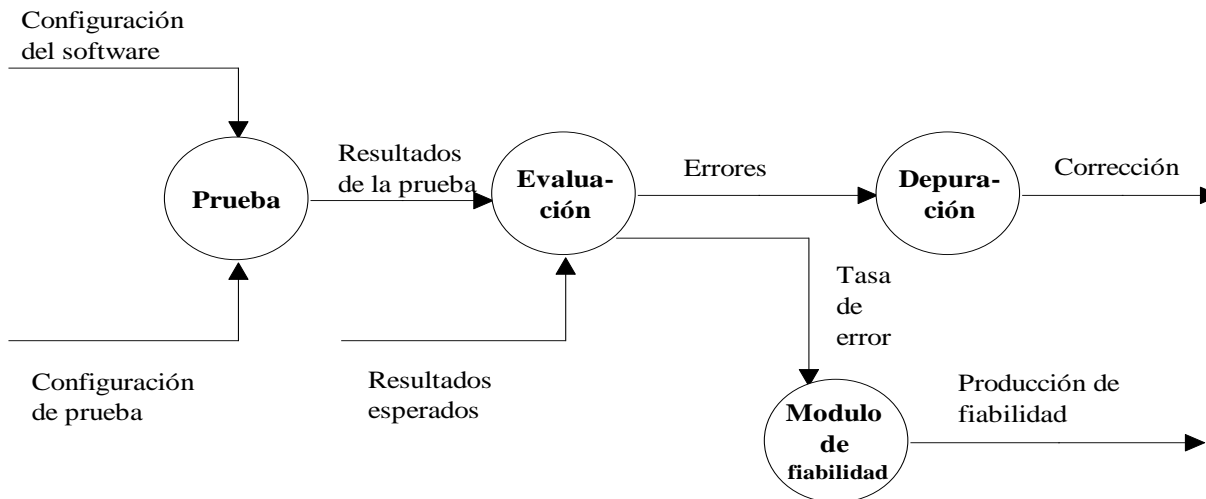 Configuración
del software
Prueba
Resultados
de la prueba
Evalua-
ción
Errores
Depura-
ción
Corrección
Tasa
de
error
Configuración
de prueba
Resultados
esperados
Modulo
de
fiabilidad
Producción de
fiabilidad